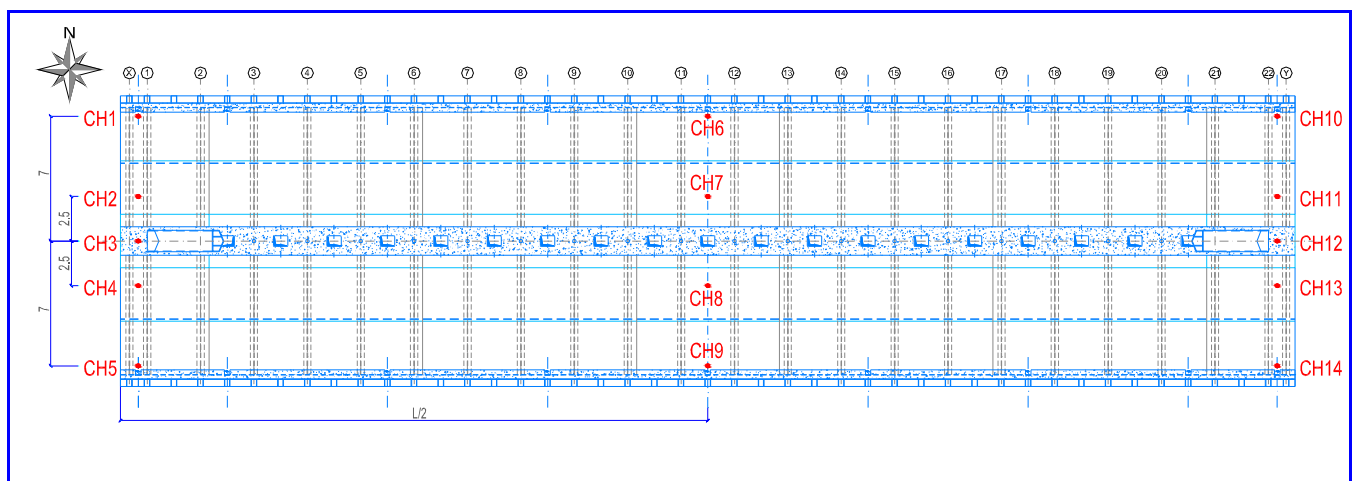 N
X 1 2 3 4 5 6 7 8 9 10 11 12 13 14 15 16 17 18 19 20 21 22 Y
CH1 CH6 CH10
7
CH2 CH7 CH11
2.5
CH3 CH12
2.5
CH4 CH8 CH13
7
CH5 CH9 CH14
L/2